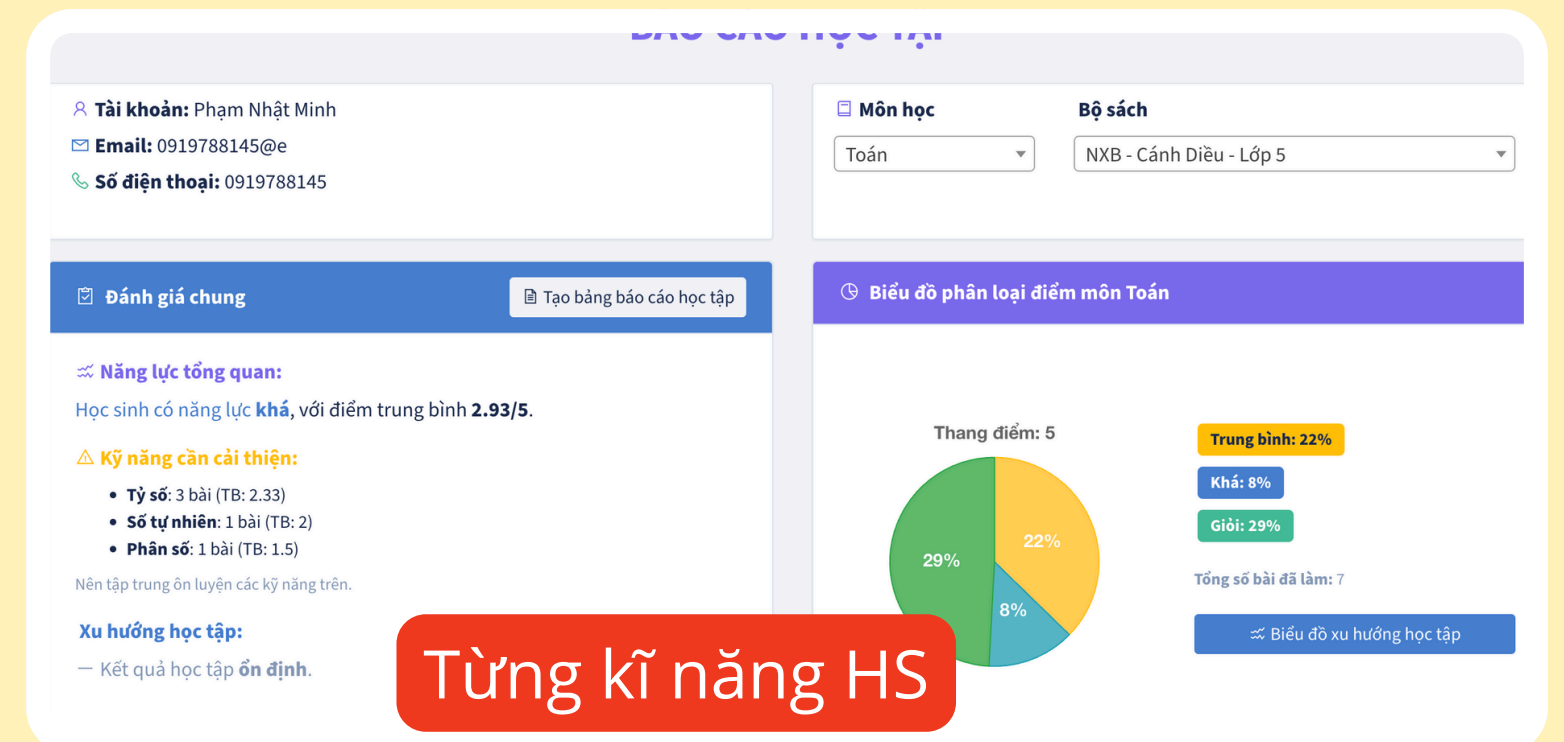 BÁO CÁO HỌC TẬP
Tài khoản: Phạm Nhật Minh
Email: 0919788145@e
Số điện thoại: 0919788145
Môn học
Bộ sách
Toán
NXB - Cánh Diều - Lớp 5
Đánh giá chung
Tạo bảng báo cáo học tập
Năng lực tổng quan:
Học sinh có năng lực khá, với điểm trung bình 2.93/5.
Kỹ năng cần cải thiện:
• Tỷ số: 3 bài (TB: 2.33)
• Số tự nhiên: 1 bài (TB: 2)
• Phân số: 1 bài (TB: 1.5)
Nên tập trung ôn luyện các kỹ năng trên.
Xu hướng học tập:
— Kết quả học tập ổn định.
Biểu đồ phân loại điểm môn Toán
Thang điểm: 5
22%
29%
8%
Trung bình: 22%
Khá: 8%
Giỏi: 29%
Tổng số bài đã làm: 7
Biểu đồ xu hướng học tập
Từng kĩ năng HS